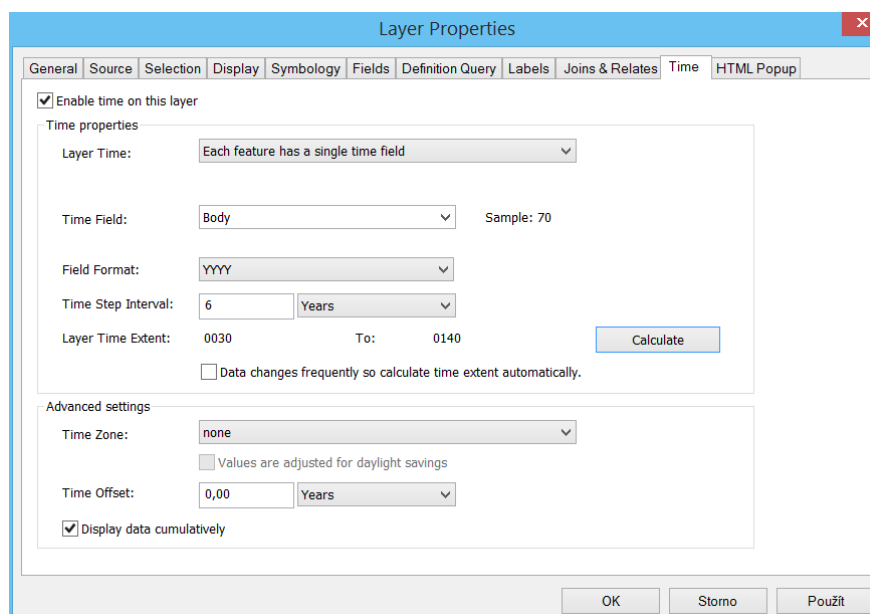 Layer Properties
General Source Selection Display Symbology Fields Definition Query Labels Joins & Relates Time HTML Popup
Enable time on this layer
Time properties
Layer Time: Each feature has a single time field
Time Field: Body Sample: 70
Field Format: YYYY
Time Step Interval: 6 Years
Layer Time Extent: 0030 To: 0140 Calculate
Data changes frequently so calculate time extent automatically.
Advanced settings
Time Zone: none
Values are adjusted for daylight savings
Time Offset: 0,00 Years
Display data cumulatively
OK Storno Použít